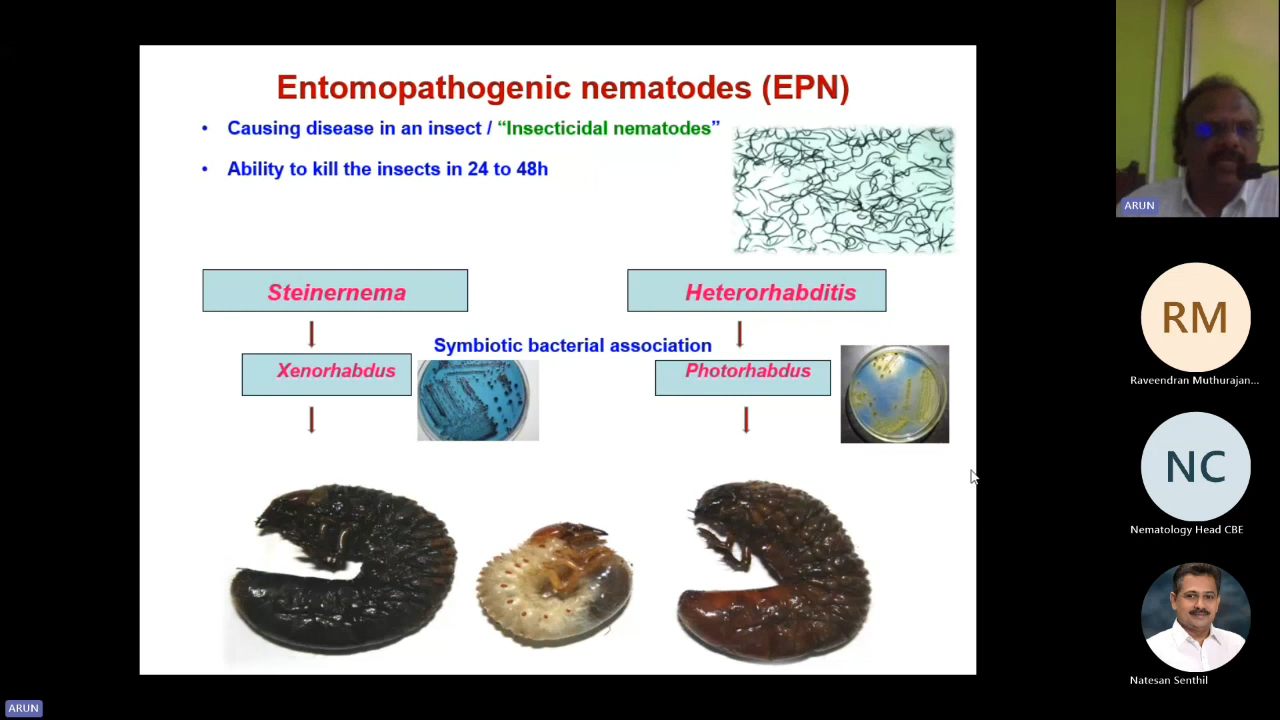 Entomopathogenic nematodes (EPN)
• Causing disease in an insect / “Insecticidal nematodes”
• Ability to kill the insects in 24 to 48h
Steinernema
Heterorhabditis
Symbiotic bacterial association
Xenorhabdus
Photorhabdus
ARUN
RM
Raveendran Muthurajan...
NC
Nematology Head CBE
Natesan Senthil
ARUN